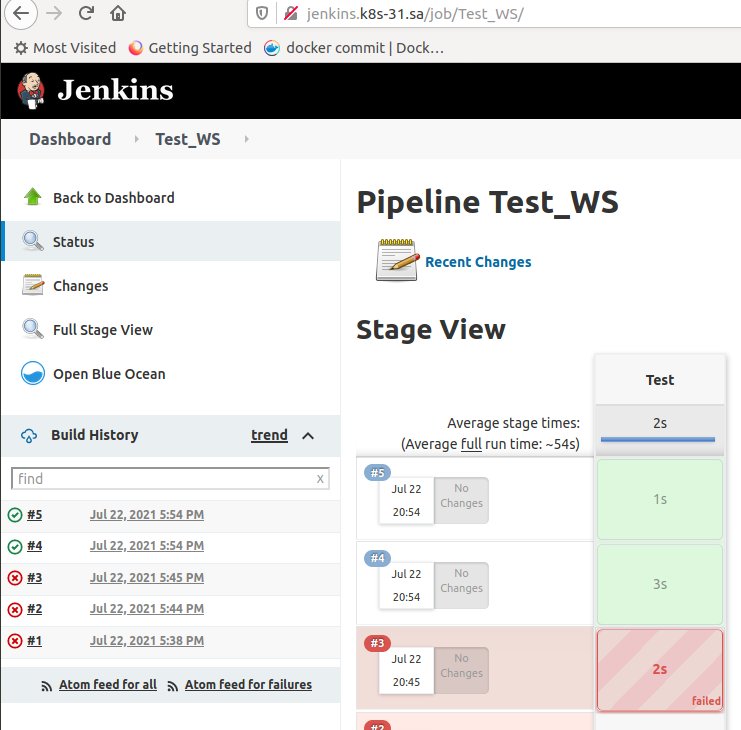 jenkins.k8s-31.sa/job/Test_WS/
Most Visited Getting Started docker commit | Dock…
Jenkins
Dashboard Test_WS
Back to Dashboard
Status
Changes
Full Stage View
Open Blue Ocean
Build History trend
find x
#5 Jul 22, 2021 5:54 PM
#4 Jul 22, 2021 5:54 PM
#3 Jul 22, 2021 5:45 PM
#2 Jul 22, 2021 5:44 PM
#1 Jul 22, 2021 5:38 PM
Atom feed for all Atom feed for failures
Pipeline Test_WS
Recent Changes
Stage View
Test
Average stage times:
(Average full run time: ~54s)
2s
#5
Jul 22
20:54
No
Changes
1s
#4
Jul 22
20:54
No
Changes
3s
#3
Jul 22
20:45
No
Changes
2s
failed
#2